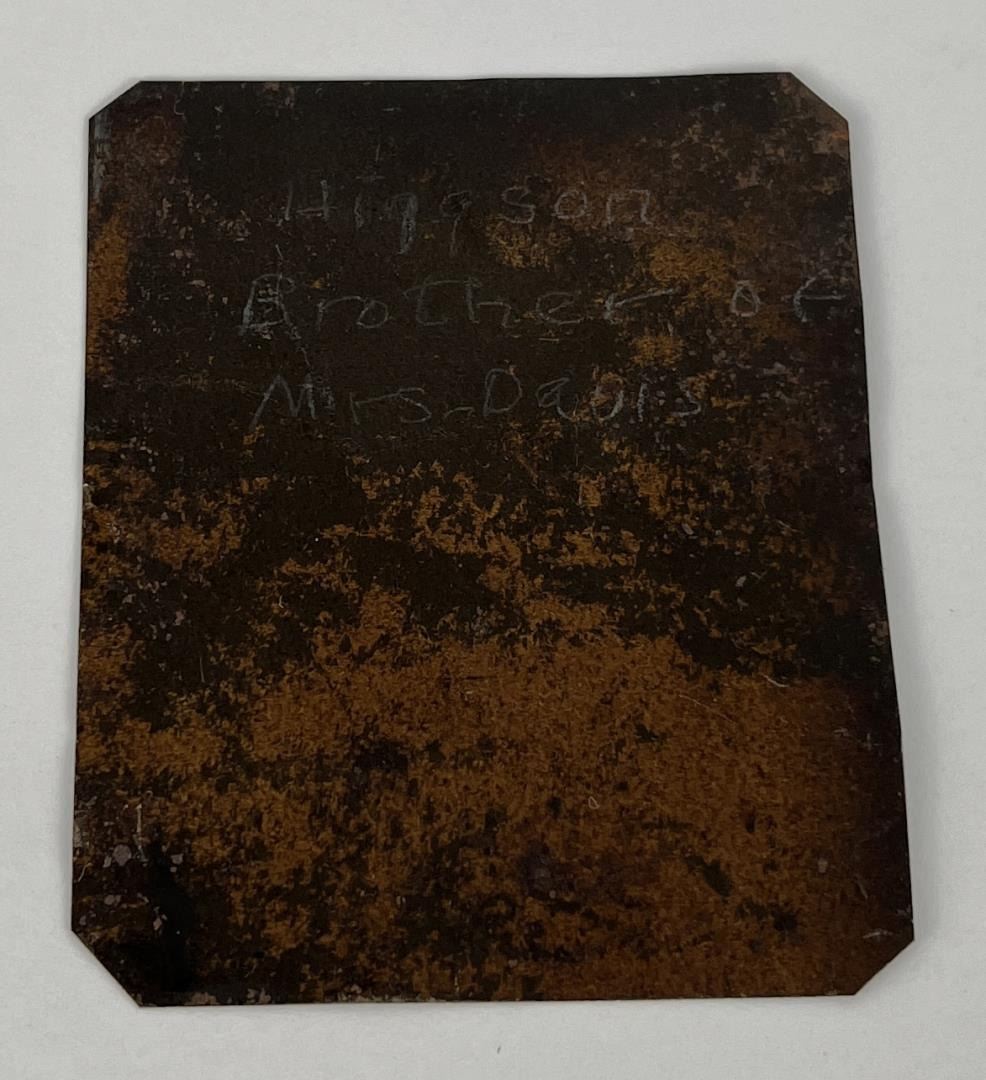 Higgson
Brother of
Mrs. Davis